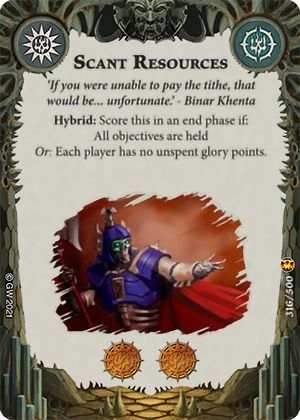 SCANT RESOURCES
'If you were unable to pay the tithe, that
would be... unfortunate.' - Binar Khenta
Hybrid: Score this in an end phase if:
All objectives are held
Or: Each player has no unspent glory points.
© GW 2021
316/500